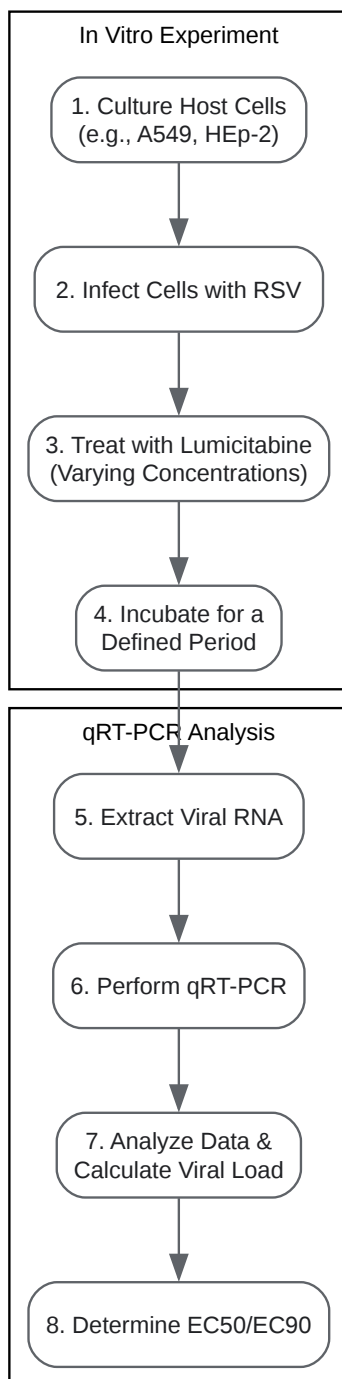 In Vitro Experiment
1. Culture Host Cells
(e.g., A549, HEp-2)
2. Infect Cells with RSV
3. Treat with Lumicitabine
(Varying Concentrations)
4. Incubate for a
Defined Period
qRT-PCR Analysis
5. Extract Viral RNA
6. Perform qRT-PCR
7. Analyze Data &
Calculate Viral Load
8. Determine EC50/EC90